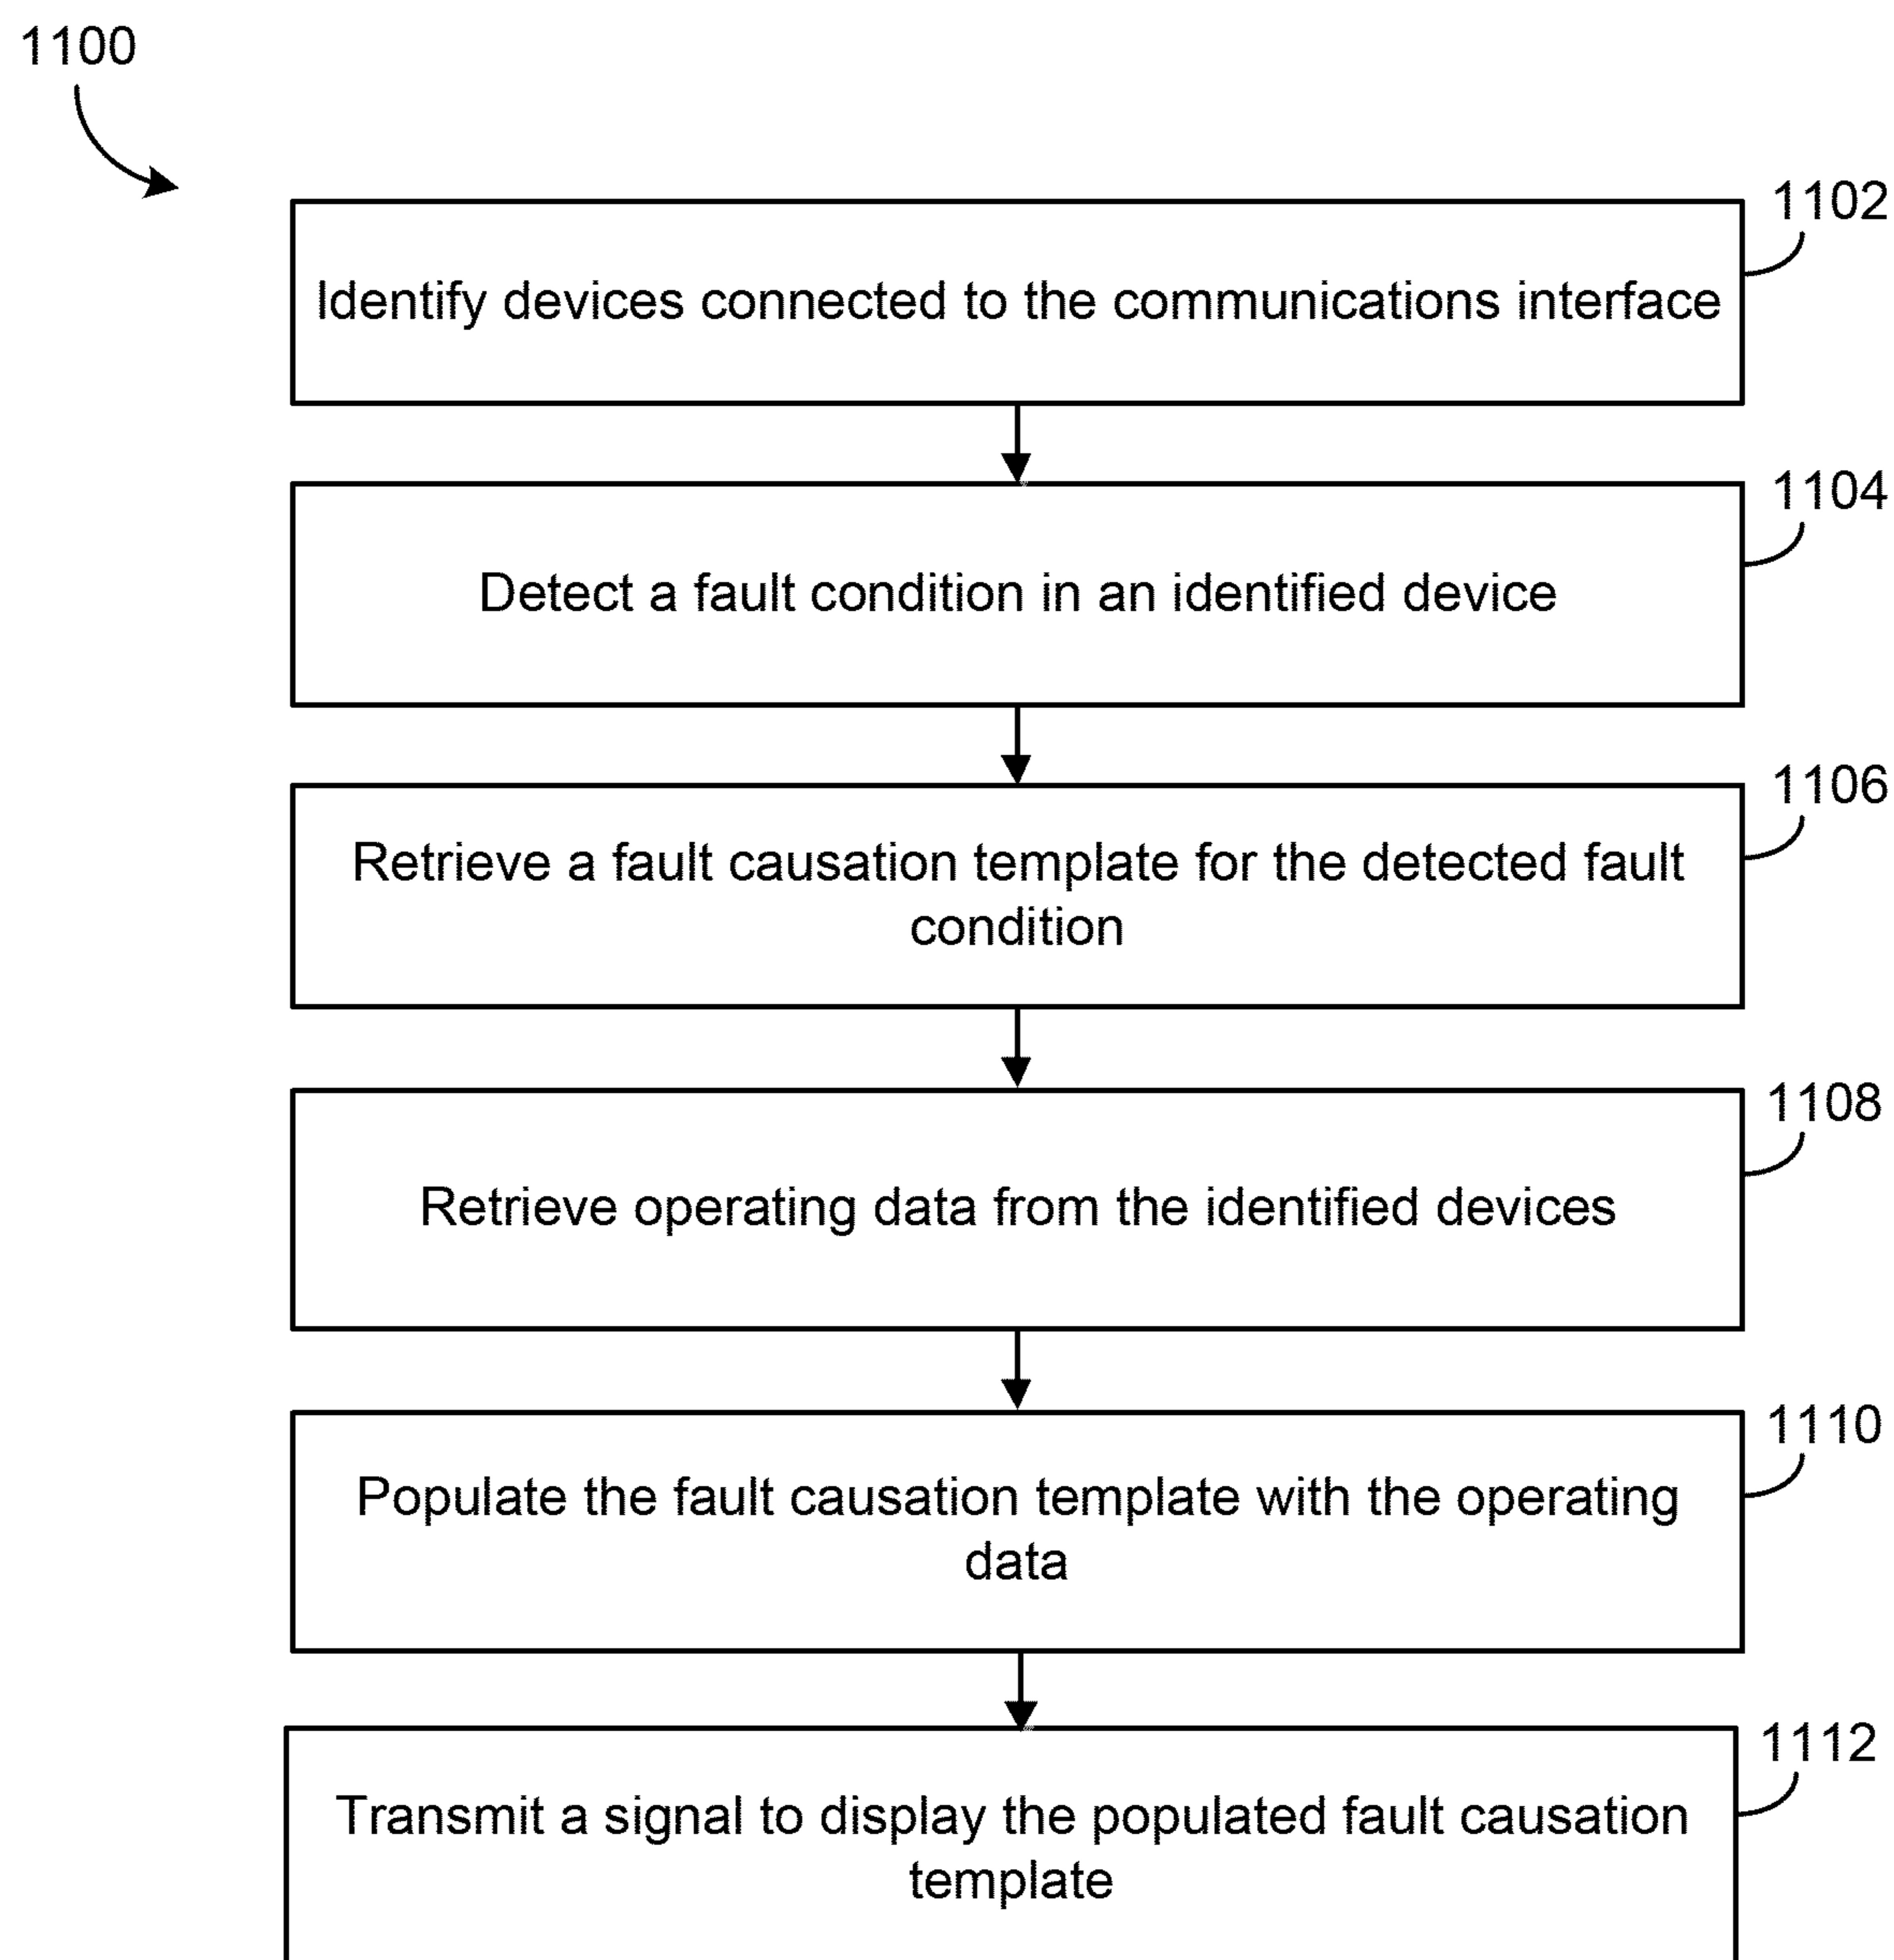 1100
1102
Identify devices connected to the communications interface
1104
Detect a fault condition in an identified device
1106
Retrieve a fault causation template for the detected fault
condition
1108
Retrieve operating data from the identified devices
1110
Populate the fault causation template with the operating
data
1112
Transmit a signal to display the populated fault causation
template